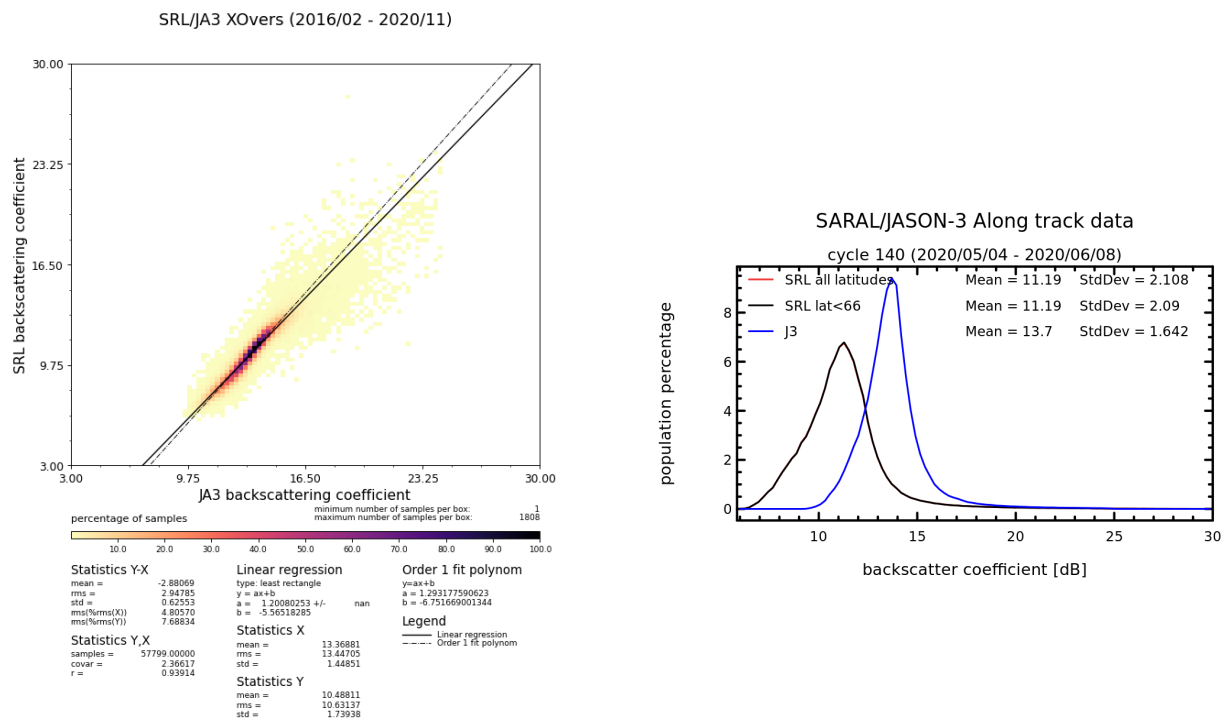 SRL/JA3 XOvers (2016/02 - 2020/11)
30.00
23.25
16.50
9.75
3.00
SRL backscattering coefficient
3.00 9.75 16.50 23.25 30.00
JA3 backscattering coefficient
minimum number of samples per box: 1
percentage of samples maximum number of samples per box: 1808
10.0 20.0 30.0 40.0 50.0 60.0 70.0 80.0 90.0 100.0
Statistics Y-X
mean = -2.88069
rms = 2.94785
std = 0.62553
rms(%rms(X)) 4.80570
rms(%rms(Y)) 7.68834
Statistics Y,X
samples = 57799.00000
covar = 2.36617
r = 0.93914
Linear regression
type: least rectangle
y = ax+b
a = 1.20080253 +/- nan
b = -5.56518285
Statistics X
mean = 13.36881
rms = 13.44705
std = 1.44851
Statistics Y
mean = 10.48811
rms = 10.63137
std = 1.73938
Order 1 fit polynom
y=ax+b
a = 1.293177590623
b = -6.751669001344
Legend
Linear regression
Order 1 fit polynom
SARAL/JASON-3 Along track data
cycle 140 (2020/05/04 - 2020/06/08)
SRL all latitudes Mean = 11.19 StdDev = 2.108
SRL lat<66 Mean = 11.19 StdDev = 2.09
J3 Mean = 13.7 StdDev = 1.642
8
6
4
2
0
population percentage
10 15 20 25 30
backscatter coefficient [dB]